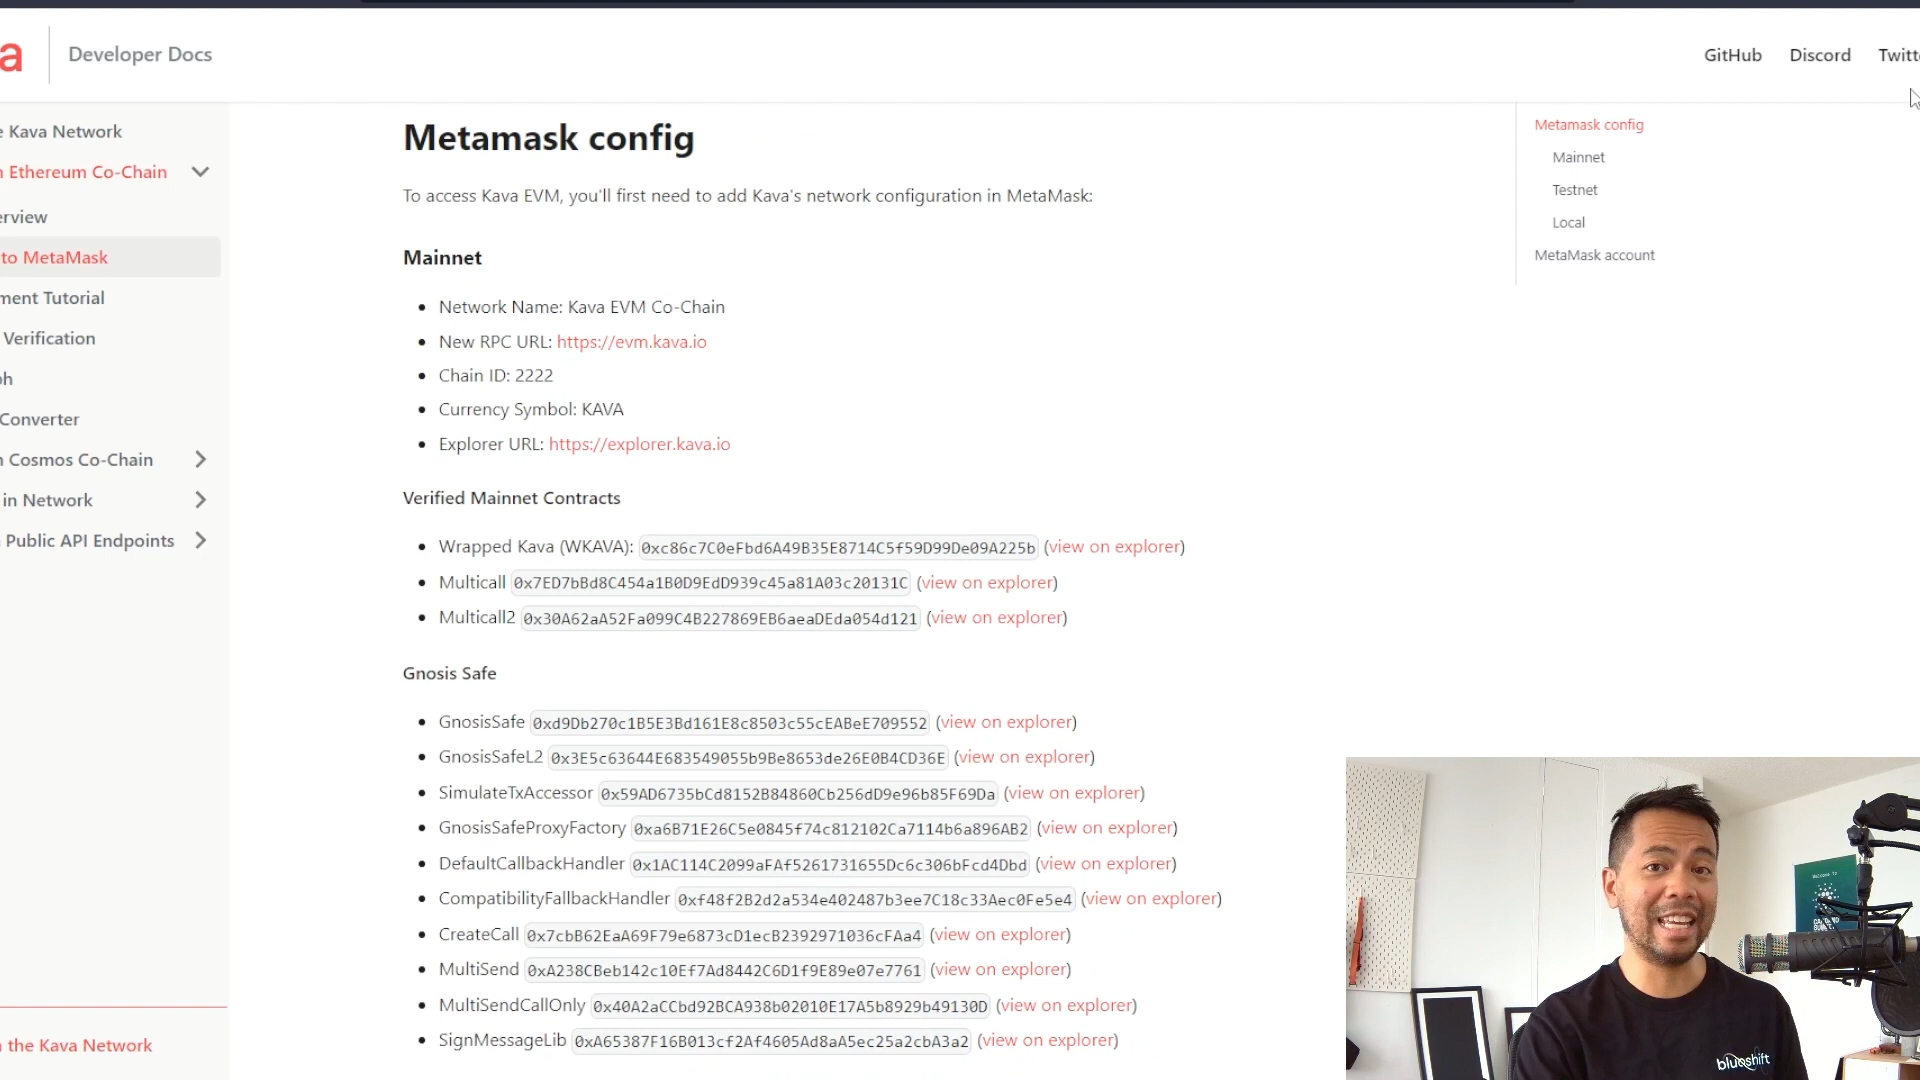 a
Developer Docs
GitHub
Discord
Kava Network
Ethereum Co-Chain
to MetaMask
Tutorial
Verification
Converter
Cosmos Co-Chain
in Network
Public API Endpoints
the Kava Network
Metamask config
To access Kava EVM, you'll first need to add Kava's network configuration in MetaMask:
Mainnet
Network Name: Kava EVM Co-Chain
New RPC URL: https://evm.kava.io
Chain ID: 2222
Currency Symbol: KAVA
Explorer URL: https://explorer.kava.io
Verified Mainnet Contracts
Wrapped Kava (WKAVA): 0xc86c7C0eFbd6A49B35E8714C5f59D99De09A225b (view on explorer)
Multicall 0x7ED7bBd8C454a1B0D9EdD939c45a81A03c20131C (view on explorer)
Multicall2 0x30A62aA52Fa099C4B227869EB6aeaDEda054d121 (view on explorer)
Gnosis Safe
GnosisSafe 0xd9Db270c1B5E3Bd161E8c8503c55cEABeE709552 (view on explorer)
GnosisSafeL2 0x3E5c63644E683549055b9Be8653de26E0B4CD36E (view on explorer)
SimulateTxAccessor 0x59AD6735bCd8152B84860Cb256dD9e96b85F69Da (view on explorer)
GnosisSafeProxyFactory 0xa6B71E26C5e0845f74c812102Ca7114b6a896AB2 (view on explorer)
DefaultCallbackHandler 0x1AC114C2099aFAf5261731655Dc6c306bFcd4Dbd (view on explorer)
CompatibilityFallbackHandler 0xf48f2B2d2a534e402487b3ee7C18c33Aec0Fe5e4 (view on explorer)
CreateCall 0x7cbB62EaA69F79e6873cD1ecB2392971036cFAa4 (view on explorer)
MultiSend 0xA238CBeb142c10Ef7Ad8442C6D1f9E89e07e7761 (view on explorer)
MultiSendCallOnly 0x40A2aCCbd92BCA938b02010E17A5b8929b49130D (view on explorer)
SignMessageLib 0xA65387F16B013cf2Af4605Ad8aA5ec25a2cbA3a2 (view on explorer)
Metamask config
Mainnet
Testnet
Local
MetaMask account
Welcome To
blueshift